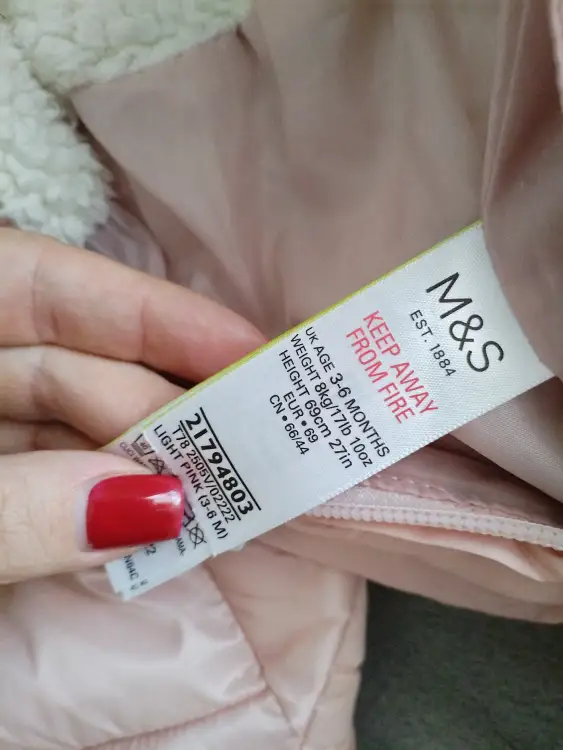 M&S
EST. 1884
KEEP AWAY
FROM FIRE
UK AGE 3-6 MONTHS
WEIGHT 8kg/17lb 10oz
HEIGHT 69cm 27in
EUR•69
CN•66/44
21794803
T78 2605V/02222
LIGHT PINK (3-6 M)